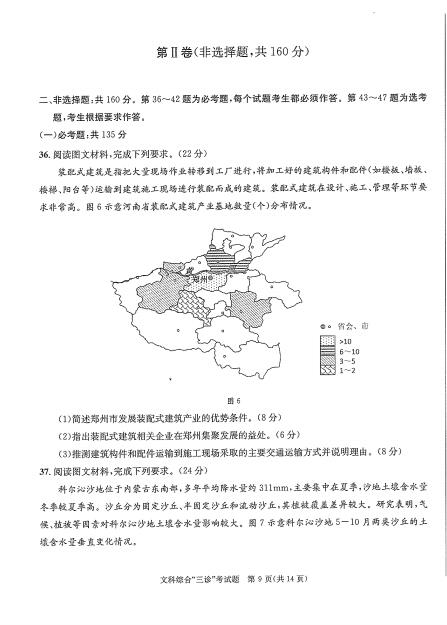 第Ⅱ卷(非选择题,共160分)
二、非选择题:共160分。第36~42题为必考题,每个试题考生都必须作答。第43~47题为选考
题,考生根据要求作答。
(一)必考题:共135分
36. 阅读图文材料,完成下列要求。(22分)
装配式建筑是指把大量现场作业转移到工厂进行,将加工好的建筑构件和配件(如楼板、墙板、
楼梯、阳台等)运输到建筑施工现场进行装配而成的建筑。装配式建筑在设计、施工、管理等环节要
求非常高。图6示意河南省装配式建筑产业基地数量(个)分布情况。
黄
郑州
省会、市
>10
6~10
3~5
1~2
图6
(1)简述郑州市发展装配式建筑产业的优势条件。(8分)
(2)指出装配式建筑相关企业在郑州集聚发展的益处。(6分)
(3)推测建筑构件和配件运输到施工现场采取的主要交通运输方式并说明理由。(8分)
37. 阅读图文材料,完成下列要求。(24分)
科尔沁沙地位于内蒙古东南部,多年平均降水量约311mm,主要集中在夏季,沙地土壤含水量
冬季较夏季高。沙丘分为固定沙丘、半固定沙丘和流动沙丘,其植被覆盖差异较大。研究表明,气
候、植被等因素对科尔沁沙地土壤含水量影响较大。图7示意科尔沁沙地5-10月两类沙丘的土
壤含水量垂直变化情况。
文科综合“三诊”考试题 第9页(共14页)